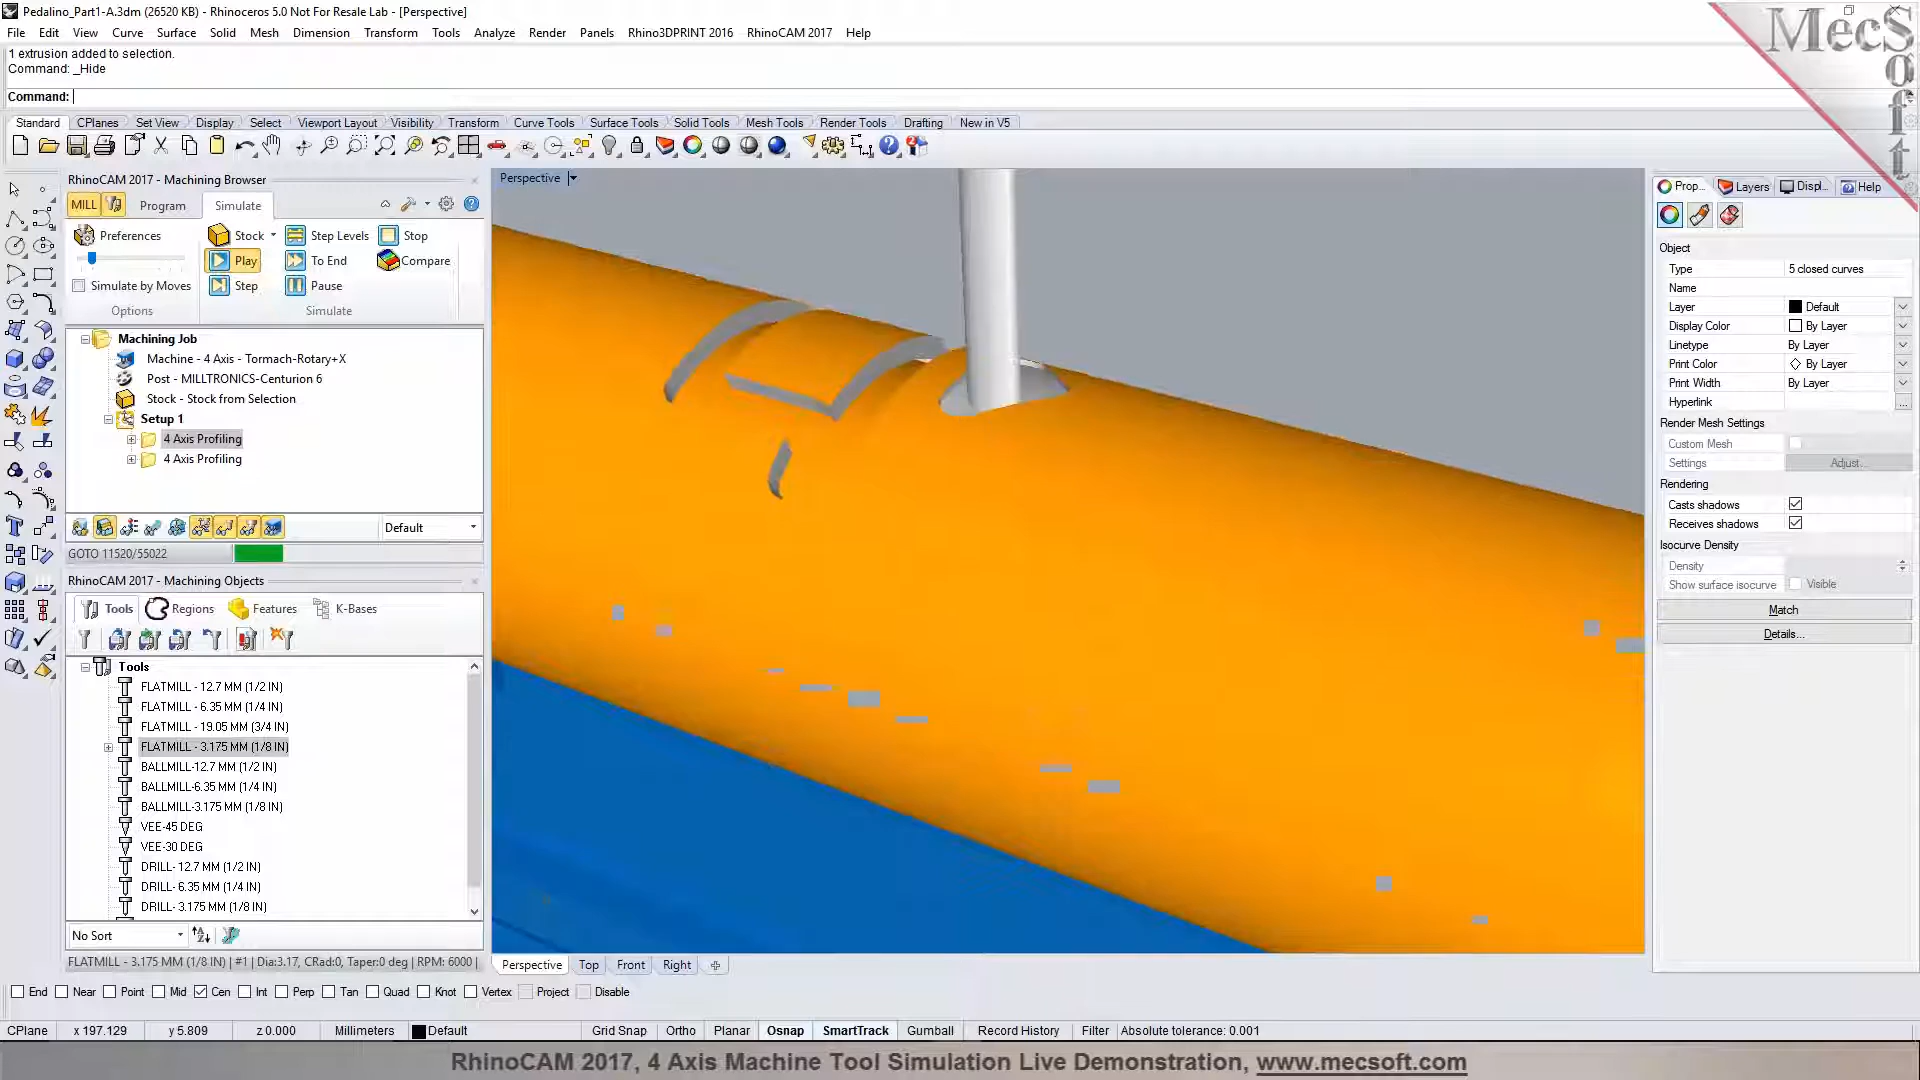 Pedalino_Part1-A.3dm (26520 KB) - Rhinoceros 5.0 Not For Resale Lab - [Perspective]
File Edit View Curve Surface Solid Mesh Dimension Transform Tools Analyze Render Panels Rhino3DPRINT 2016 RhinoCAM 2017 Help
1 extrusion added to selection.
Command: _Hide
Command:
MecSoft
Standard CPlanes Set View Display Select Viewport Layout Visibility Transform Curve Tools Surface Tools Solid Tools Mesh Tools Render Tools Drafting New in V5
RhinoCAM 2017 - Machining Browser
MILL Program Simulate
Preferences Stock Step Levels Stop
Play To End Compare
Simulate by Moves Step Pause
Options Simulate
Machining Job
Machine - 4 Axis - Tormach-Rotary+X
Post - MILLTRONICS-Centurion 6
Stock - Stock from Selection
Setup 1
4 Axis Profiling
4 Axis Profiling
Default
GOTO 11520/55022
RhinoCAM 2017 - Machining Objects
Tools Regions Features K-Bases
Tools
FLATMILL - 12.7 MM (1/2 IN)
FLATMILL - 6.35 MM (1/4 IN)
FLATMILL - 19.05 MM (3/4 IN)
FLATMILL - 3.175 MM (1/8 IN)
BALLMILL-12.7 MM (1/2 IN)
BALLMILL-6.35 MM (1/4 IN)
BALLMILL-3.175 MM (1/8 IN)
VEE-45 DEG
VEE-30 DEG
DRILL- 12.7 MM (1/2 IN)
DRILL- 6.35 MM (1/4 IN)
DRILL- 3.175 MM (1/8 IN)
No Sort
FLATMILL - 3.175 MM (1/8 IN) | #1 | Dia:3.17, CRad:0, Taper:0 deg | RPM: 6000 |
Perspective
Perspective Top Front Right
Prop... Layers Displ... Help
Object
Type 5 closed curves
Name
Layer Default
Display Color By Layer
Linetype By Layer
Print Color By Layer
Print Width By Layer
Hyperlink ...
Render Mesh Settings
Custom Mesh
Settings Adjust...
Rendering
Casts shadows
Receives shadows
Isocurve Density
Density
Show surface isocurve Visible
Match
Details...
End Near Point Mid Cen Int Perp Tan Quad Knot Vertex Project Disable
CPlane x 197.129 y 5.809 z 0.000 Millimeters Default Grid Snap Ortho Planar Osnap SmartTrack Gumball Record History Filter Absolute tolerance: 0.001
RhinoCAM 2017, 4 Axis Machine Tool Simulation Live Demonstration, www.mecsoft.com